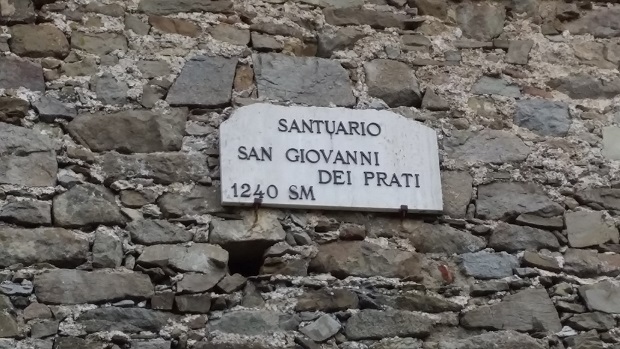 SANTUARIO
SAN GIOVANNI
DEI PRATI
1240 SM